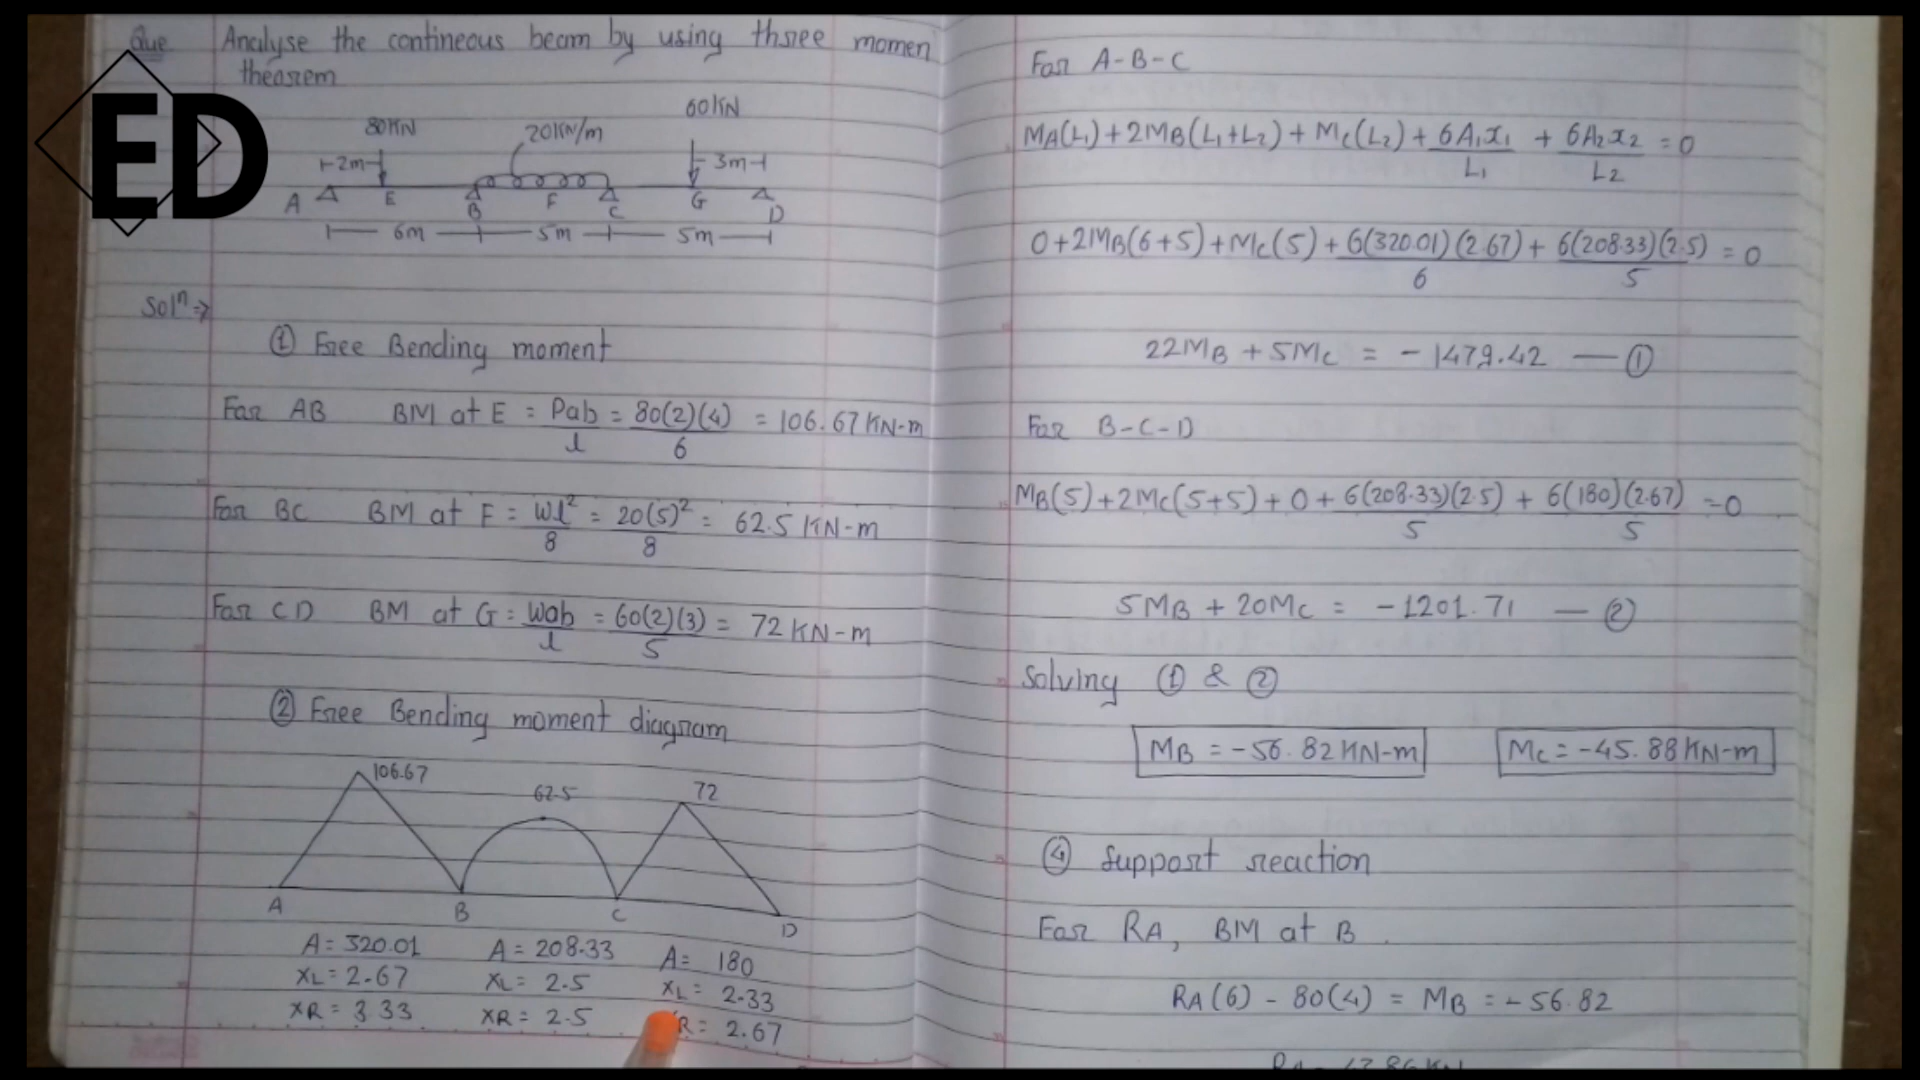 ED
Que Analyse the contineous beam by using three momen
theorem
80KN 20KN/m 60KN
2m 3m
A E B F C G D
6m 5m 5m
Solⁿ ⇒
① Free Bending moment
For AB BM at E = Pab/l = 80(2)(4)/6 = 106.67 KN-m
For BC BM at F = Wl²/8 = 20(5)²/8 = 62.5 KN-m
For CD BM at G = Wab/l = 60(2)(3)/5 = 72 KN-m
② Free Bending moment diagram
106.67 62.5 72
A B C D
A = 320.01 A = 208.33 A = 180
XL = 2.67 XL = 2.5 XL = 2.33
XR = 3.33 XR = 2.5 R = 2.67
For A-B-C
MA(L1) + 2MB(L1+L2) + Mc(L2) + 6A1x1/L1 + 6A2x2/L2 = 0
0 + 2MB(6+5) + Mc(5) + 6(320.01)(2.67)/6 + 6(208.33)(2.5)/5 = 0
22MB + 5Mc = -1479.42 — ①
For B-C-D
MB(5) + 2Mc(5+5) + 0 + 6(208.33)(2.5)/5 + 6(180)(2.67)/5 = 0
5MB + 20Mc = -1201.71 — ②
Solving ① & ②
MB = -56.82 KN-m Mc = -45.88 KN-m
④ Support reaction
For RA, BM at B.
RA(6) - 80(4) = MB = -56.82